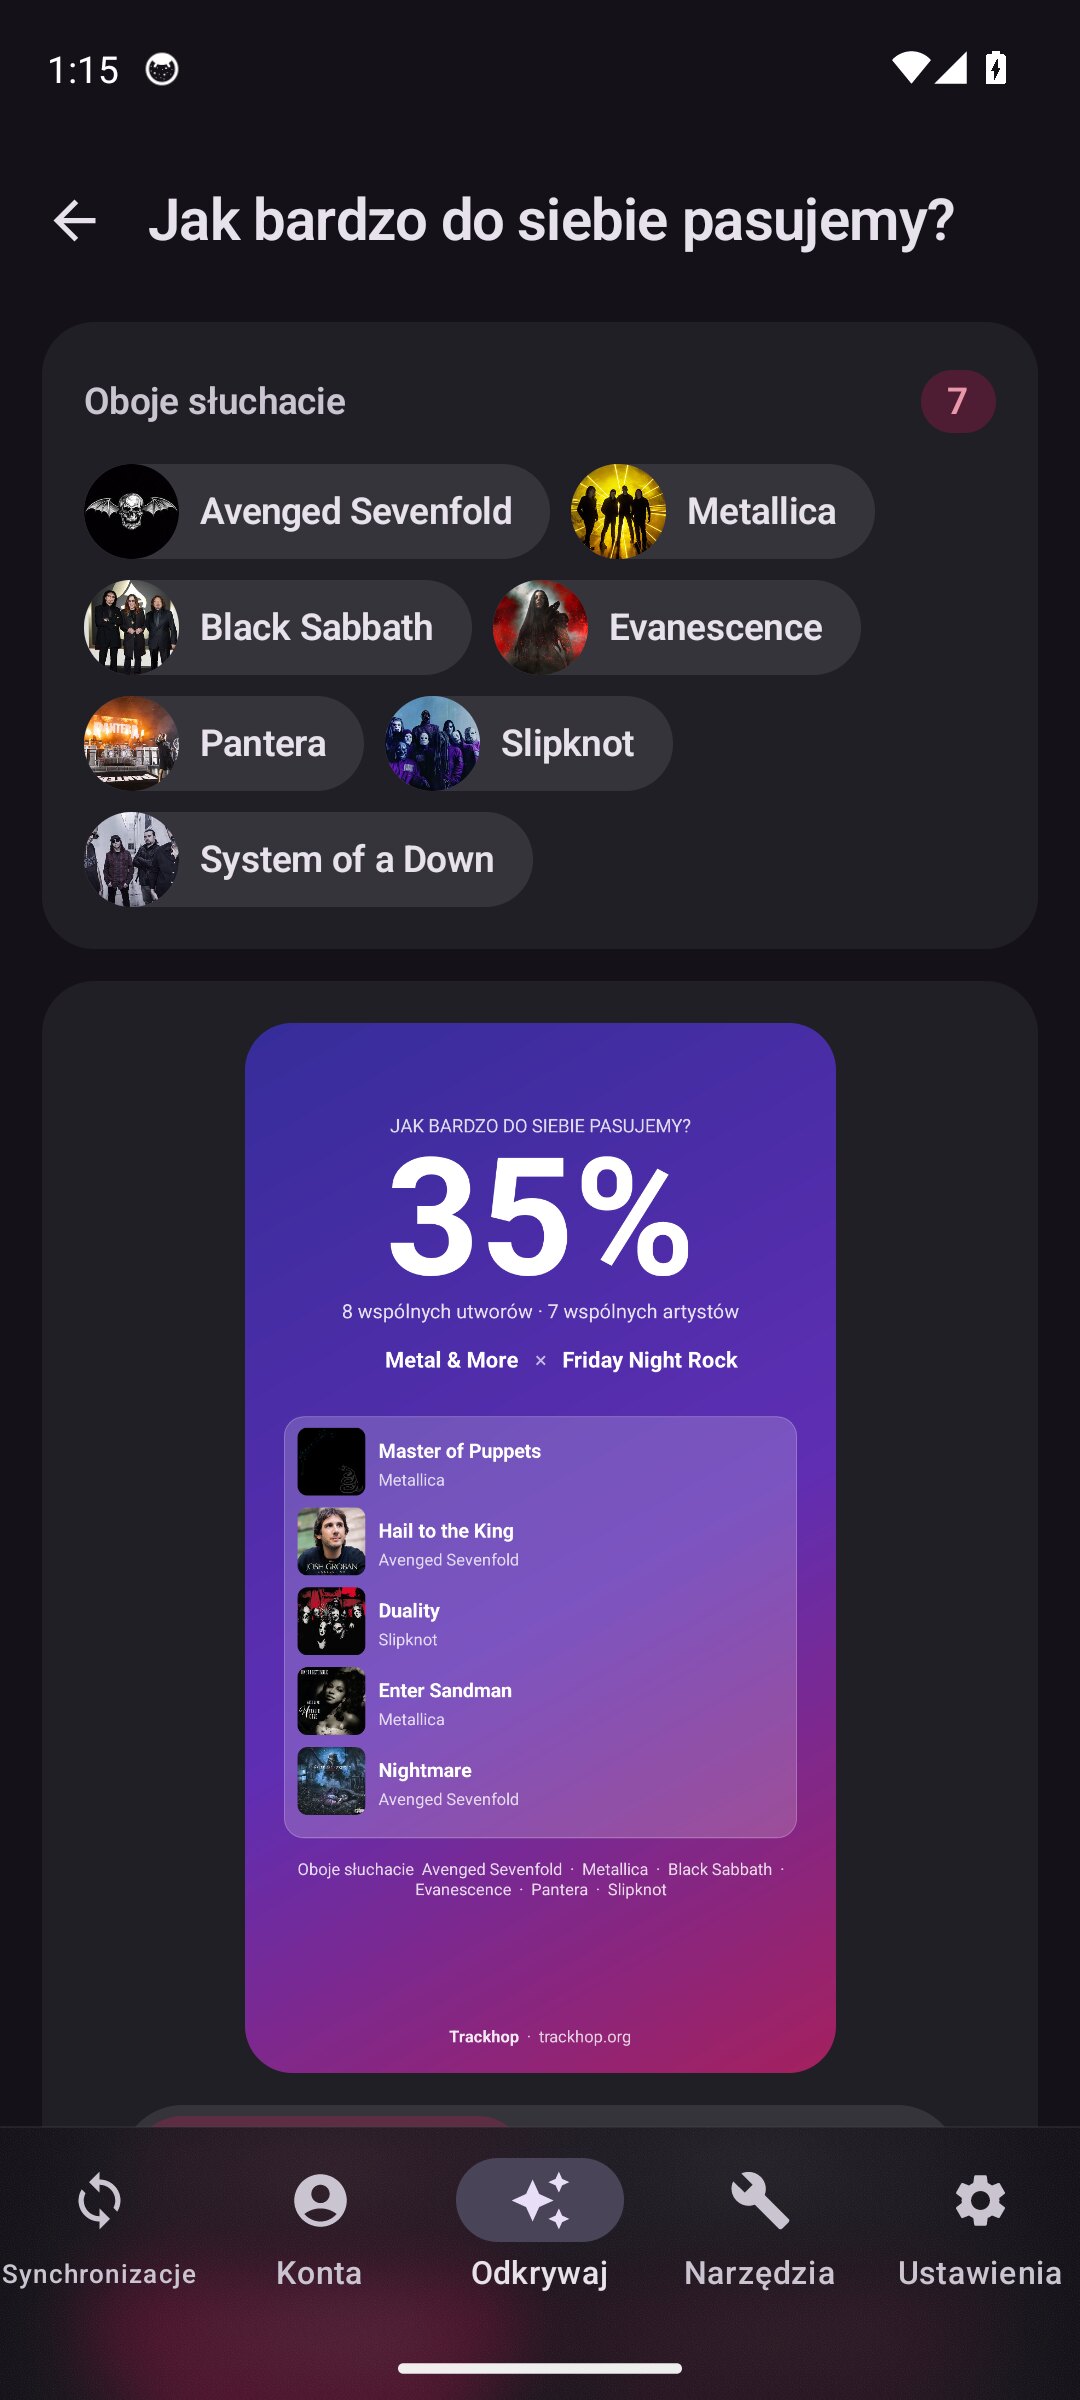 1:15
Jak bardzo do siebie pasujemy?
Oboje słuchacie
7
Avenged Sevenfold
Metallica
Black Sabbath
Evanescence
Pantera
Slipknot
System of a Down
JAK BARDZO DO SIEBIE PASUJEMY?
35%
8 wspólnych utworów · 7 wspólnych artystów
Metal & More × Friday Night Rock
Master of Puppets
Metallica
Hail to the King
Avenged Sevenfold
JOSH GROBAN
Duality
Slipknot
Enter Sandman
Metallica
Nightmare
Avenged Sevenfold
Oboje słuchacie Avenged Sevenfold · Metallica · Black Sabbath ·
Evanescence · Pantera · Slipknot
Trackhop · trackhop.org
Synchronizacje
Konta
Odkrywaj
Narzędzia
Ustawienia